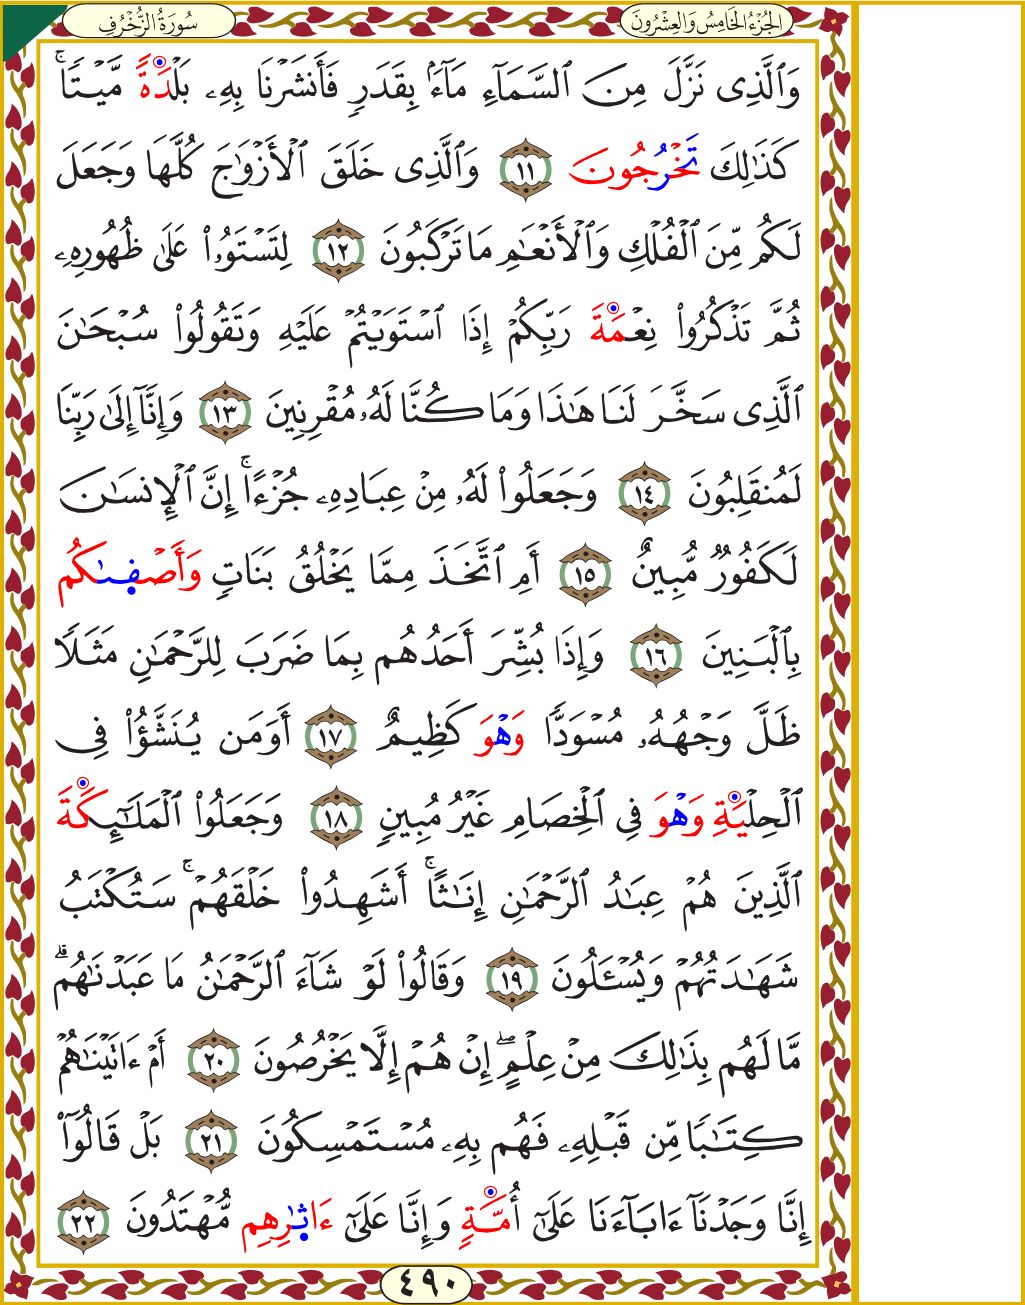 الجُزْءُ الخَامِسُ وَالعِشْرُونَ
سُورَةُ الزُّخْرُفِ
وَٱلَّذِى نَزَّلَ مِنَ ٱلسَّمَآءِ مَآءَۢ بِقَدَرٍ فَأَنشَرْنَا بِهِۦ بَلْدَةً مَّيْتًاۚ
كَذَٰلِكَ تَخْرُجُونَ ١١ وَٱلَّذِى خَلَقَ ٱلْأَزْوَٰجَ كُلَّهَا وَجَعَلَ
لَكُم مِّنَ ٱلْفُلْكِ وَٱلْأَنْعَٰمِ مَا تَرْكَبُونَ ١٢ لِتَسْتَوُۥا۟ عَلَىٰ ظُهُورِهِۦ
ثُمَّ تَذْكُرُوا۟ نِعْمَةَ رَبِّكُمْ إِذَا ٱسْتَوَيْتُمْ عَلَيْهِ وَتَقُولُوا۟ سُبْحَٰنَ
ٱلَّذِى سَخَّرَ لَنَا هَٰذَا وَمَا كُنَّا لَهُۥ مُقْرِنِينَ ١٣ وَإِنَّآ إِلَىٰ رَبِّنَا
لَمُنقَلِبُونَ ١٤ وَجَعَلُوا۟ لَهُۥ مِنْ عِبَادِهِۦ جُزْءًاۚ إِنَّ ٱلْإِنسَٰنَ
لَكَفُورٌ مُّبِينٌ ١٥ أَمِ ٱتَّخَذَ مِمَّا يَخْلُقُ بَنَاتٍ وَأَصْفَىٰكُم
بِٱلْبَنِينَ ١٦ وَإِذَا بُشِّرَ أَحَدُهُم بِمَا ضَرَبَ لِلرَّحْمَٰنِ مَثَلًا
ظَلَّ وَجْهُهُۥ مُسْوَدًّا وَهْوَ كَظِيمٌ ١٧ أَوَمَن يُنَشَّؤُا۟ فِى
ٱلْحِلْيَةِ وَهْوَ فِى ٱلْخِصَامِ غَيْرُ مُبِينٍ ١٨ وَجَعَلُوا۟ ٱلْمَلَٰٓئِكَةَ
ٱلَّذِينَ هُمْ عِبَٰدُ ٱلرَّحْمَٰنِ إِنَٰثًاۚ أَشَهِدُوا۟ خَلْقَهُمْۚ سَتُكْتَبُ
شَهَٰدَتُهُمْ وَيُسْـَٔلُونَ ١٩ وَقَالُوا۟ لَوْ شَآءَ ٱلرَّحْمَٰنُ مَا عَبَدْنَٰهُمۗ
مَّا لَهُم بِذَٰلِكَ مِنْ عِلْمٍۖ إِنْ هُمْ إِلَّا يَخْرُصُونَ ٢٠ أَمْ ءَاتَيْنَٰهُمْ
كِتَٰبًا مِّن قَبْلِهِۦ فَهُم بِهِۦ مُسْتَمْسِكُونَ ٢١ بَلْ قَالُوٓا۟
إِنَّا وَجَدْنَآ ءَابَآءَنَا عَلَىٰٓ أُمَّةٍ وَإِنَّا عَلَىٰٓ ءَاثَٰرِهِم مُّهْتَدُونَ ٢٢
٤٩٠